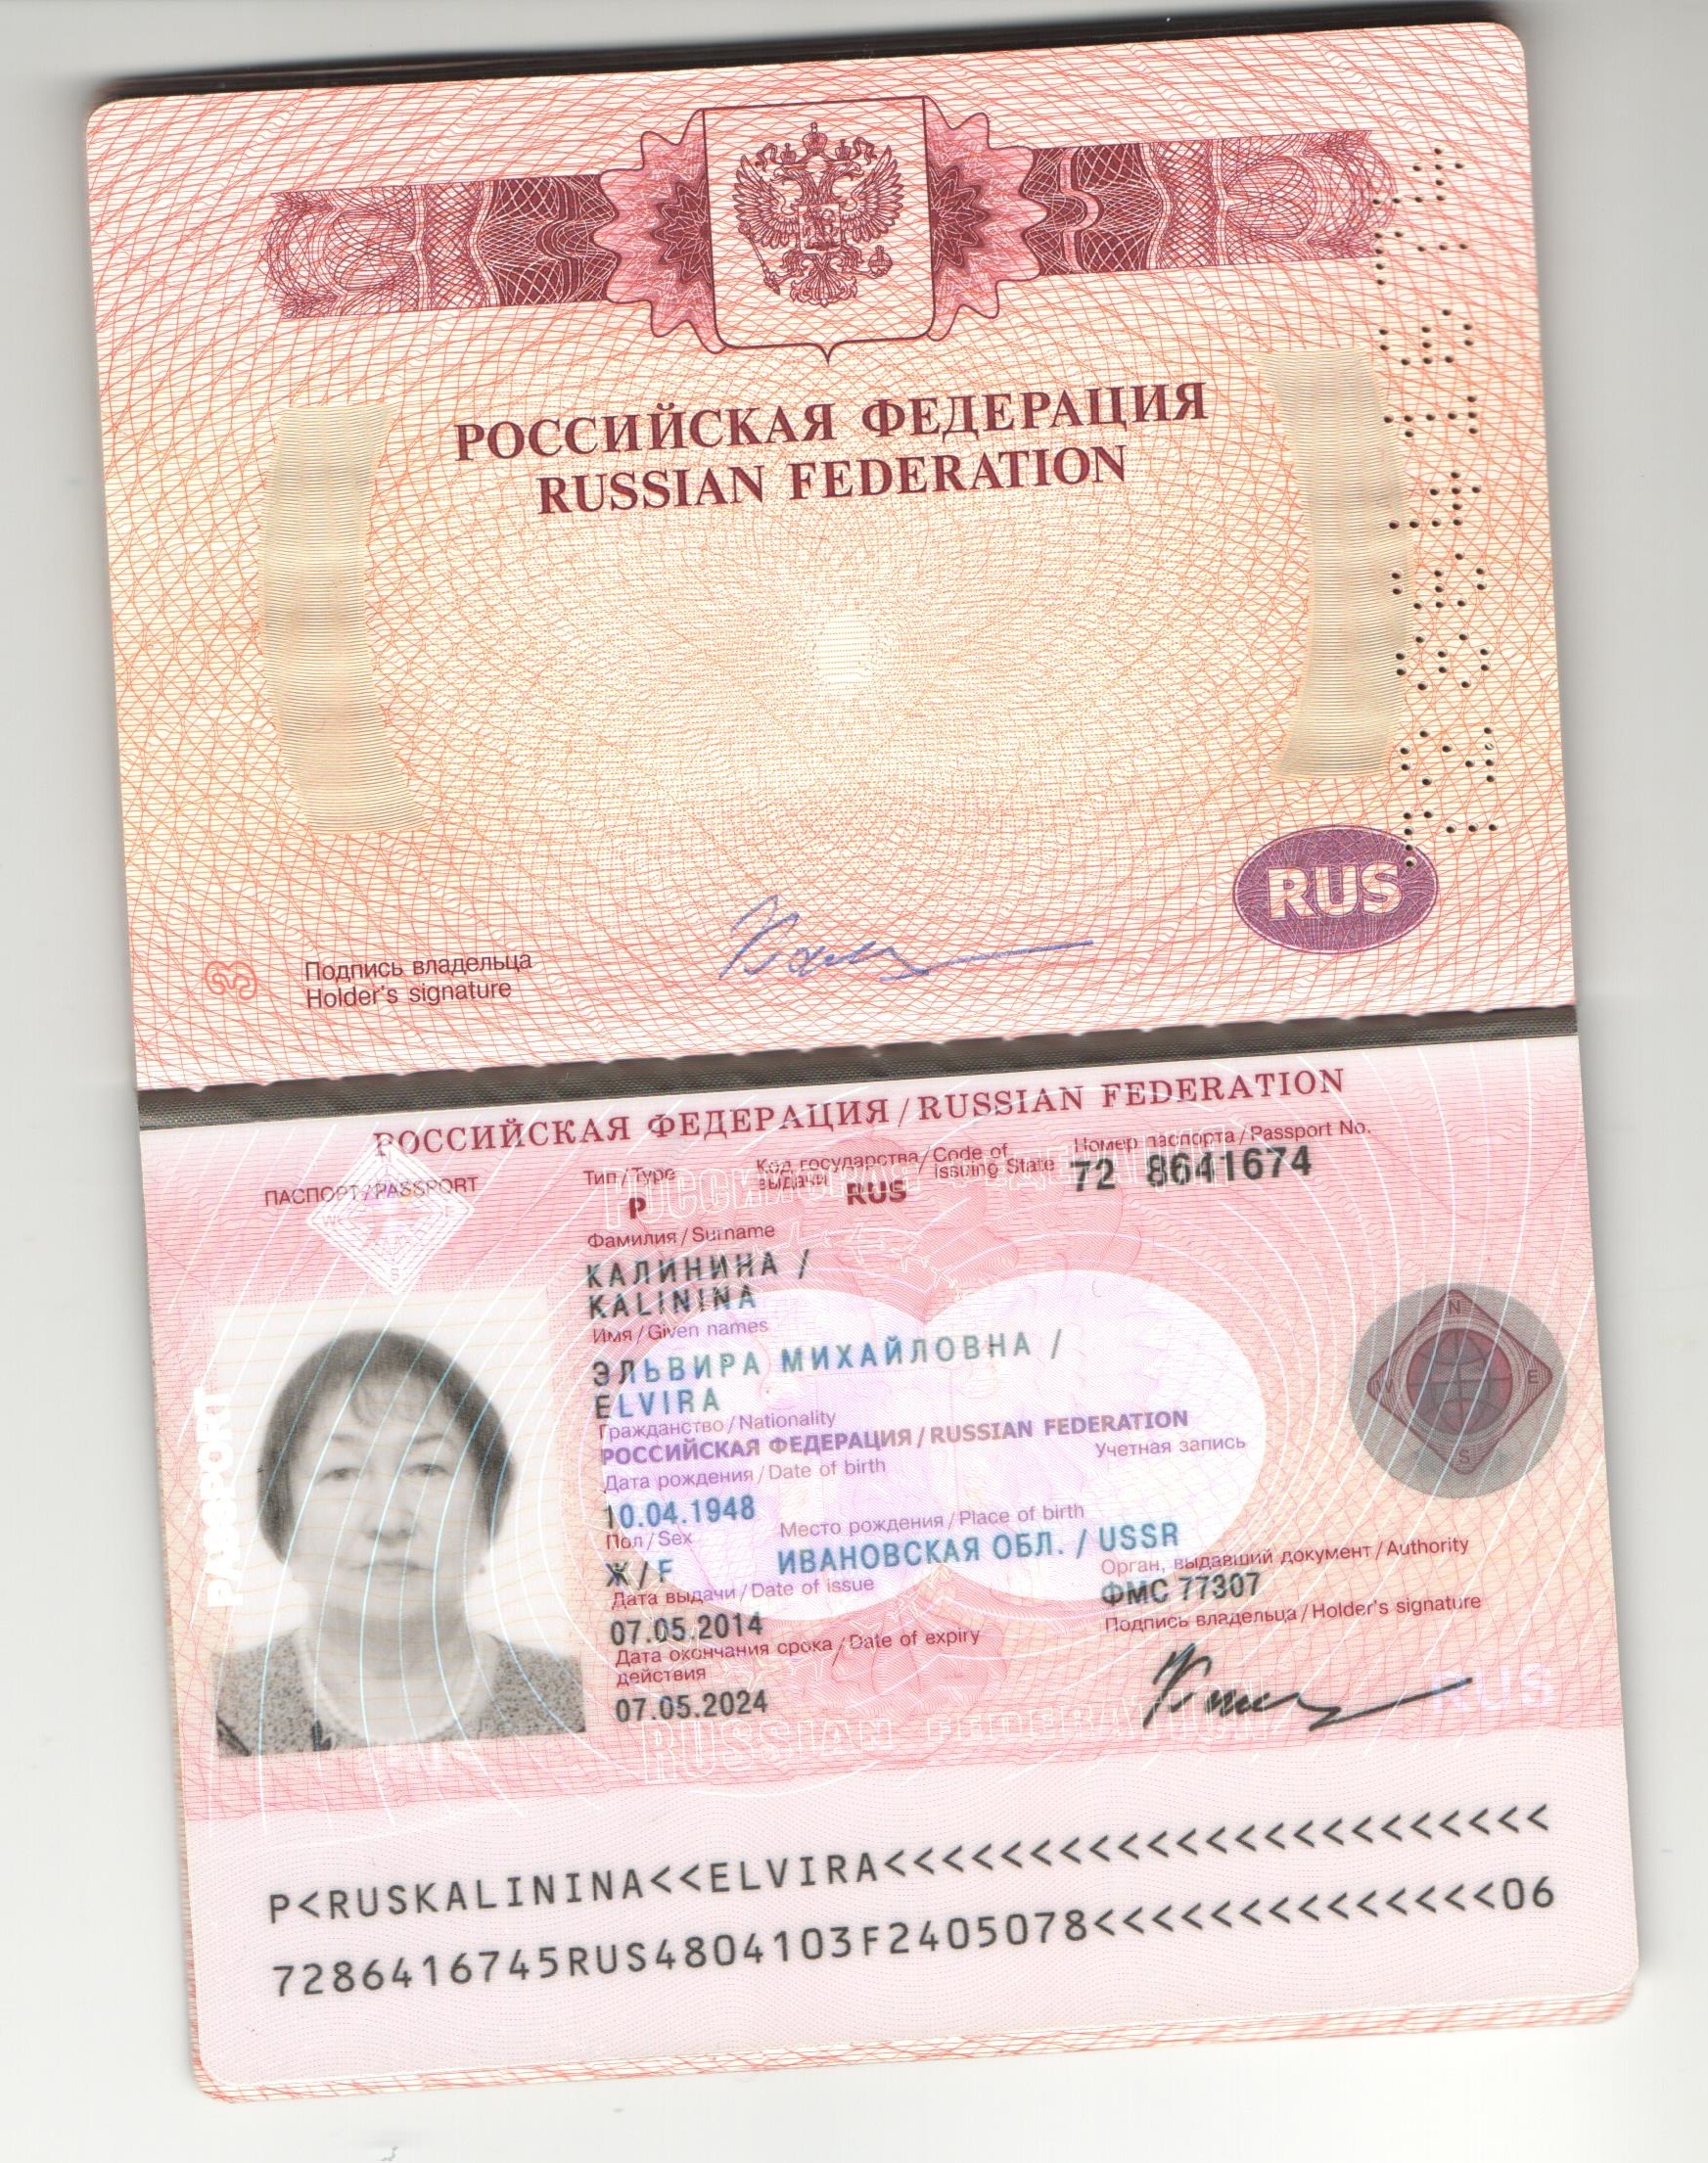 РОССИЙСКАЯ ФЕДЕРАЦИЯ
RUSSIAN FEDERATION
RUS
Подпись владельца
Holder's signature
РОССИЙСКАЯ ФЕДЕРАЦИЯ / RUSSIAN FEDERATION
ПАСПОРТ / PASSPORT
Тип / Type
Код государства / Code of
выдачи issuing State
Номер паспорта / Passport No.
P RUS 72 8641674
Фамилия / Surname
КАЛИНИНА /
KALININA
Имя / Given names
ЭЛЬВИРА МИХАЙЛОВНА /
ELVIRA
Гражданство / Nationality
РОССИЙСКАЯ ФЕДЕРАЦИЯ / RUSSIAN FEDERATION
Дата рождения / Date of birth Учетная запись
10.04.1948
Пол / Sex Место рождения / Place of birth
Ж / F ИВАНОВСКАЯ ОБЛ. / USSR
Дата выдачи / Date of issue Орган, выдавший документ / Authority
07.05.2014 ФМС 77307
Дата окончания срока / Date of expiry Подпись владельца / Holder's signature
действия
07.05.2024
PASSPORT
RUS
RUSSIAN FEDERATION
P<RUSKALININA<<ELVIRA<<<<<<<<<<<<<<<<<<<<<<<
7286416745RUS4804103F2405078<<<<<<<<<<<<<<06